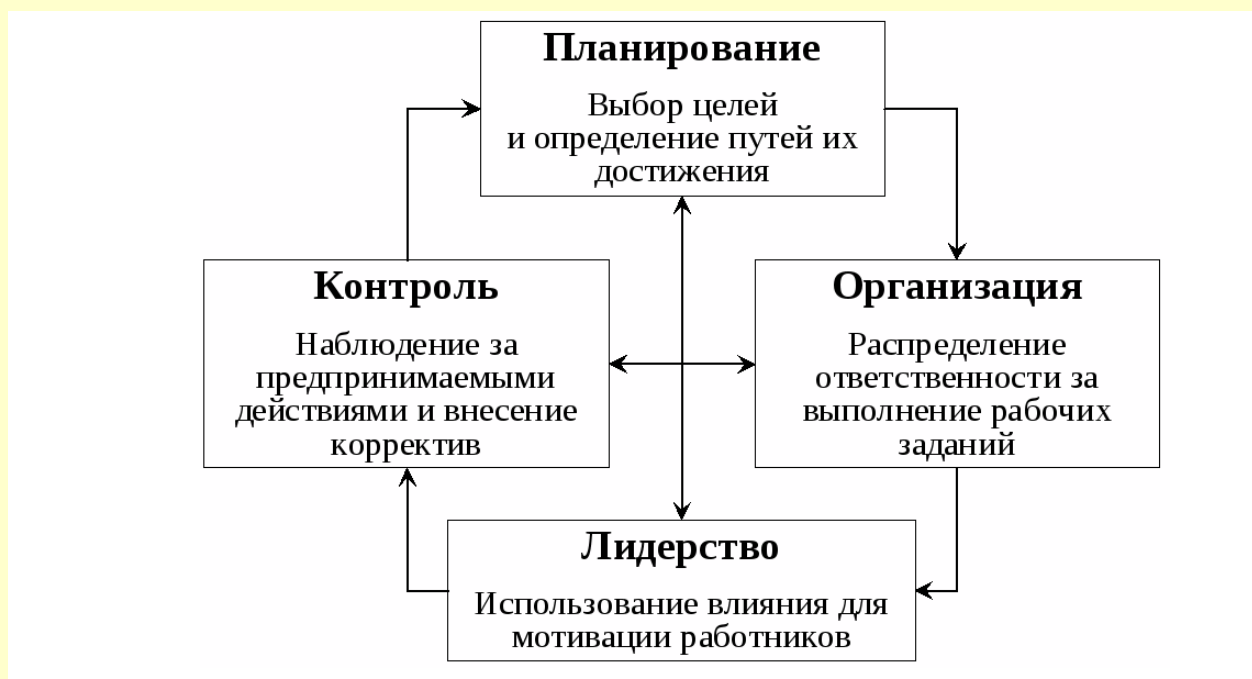 Планирование
Выбор целей
и определение путей их
достижения
Контроль
Наблюдение за
предпринимаемыми
действиями и внесение
корректив
Организация
Распределение
ответственности за
выполнение рабочих
заданий
Лидерство
Использование влияния для
мотивации работников